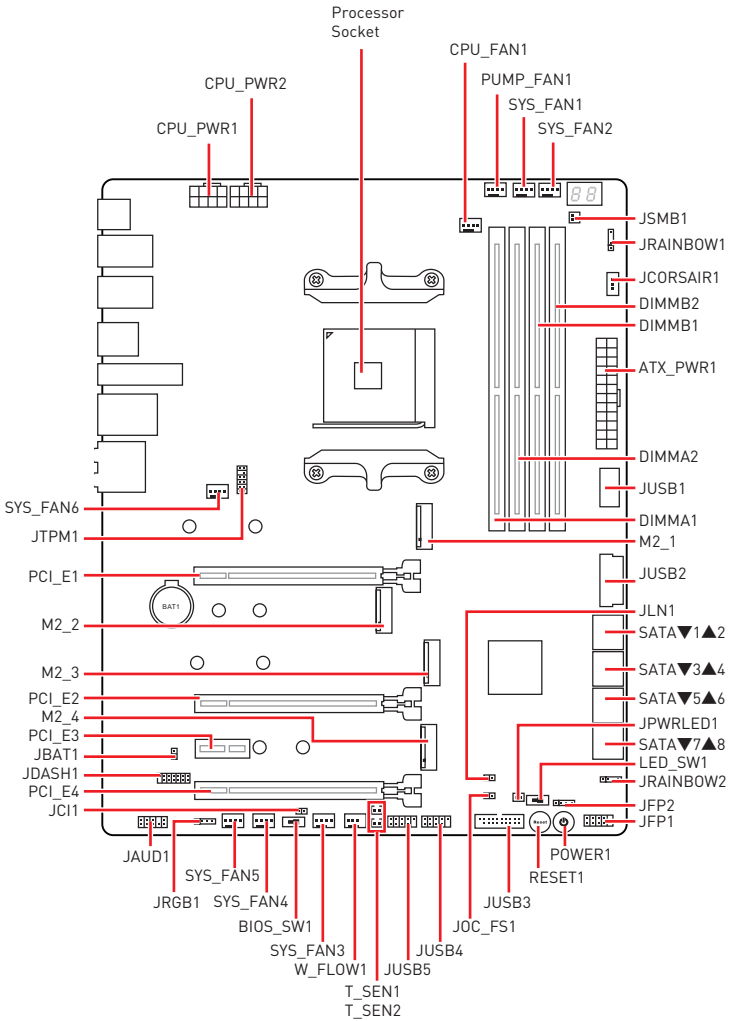 Processor
Socket
CPU_FAN1
PUMP_FAN1
CPU_PWR2
SYS_FAN1
CPU_PWR1
SYS_FAN2
88
JSMB1
JRAINBOW1
JCORSAIR1
DIMMB2
DIMMB1
ATX_PWR1
DIMMA2
JUSB1
SYS_FAN6
DIMMA1
JTPM1
M2_1
PCI_E1
JUSB2
BAT1
JLN1
M2_2
SATA▼1▲2
M2_3
SATA▼3▲4
PCI_E2
SATA▼5▲6
M2_4
JPWRLED1
PCI_E3
SATA▼7▲8
JBAT1
LED_SW1
JDASH1
JRAINBOW2
PCI_E4
JFP2
JCI1
JFP1
Reset
JAUD1
POWER1
SYS_FAN5
RESET1
JRGB1
SYS_FAN4
JUSB3
BIOS_SW1
JOC_FS1
SYS_FAN3
JUSB4
W_FLOW1
JUSB5
T_SEN1
T_SEN2